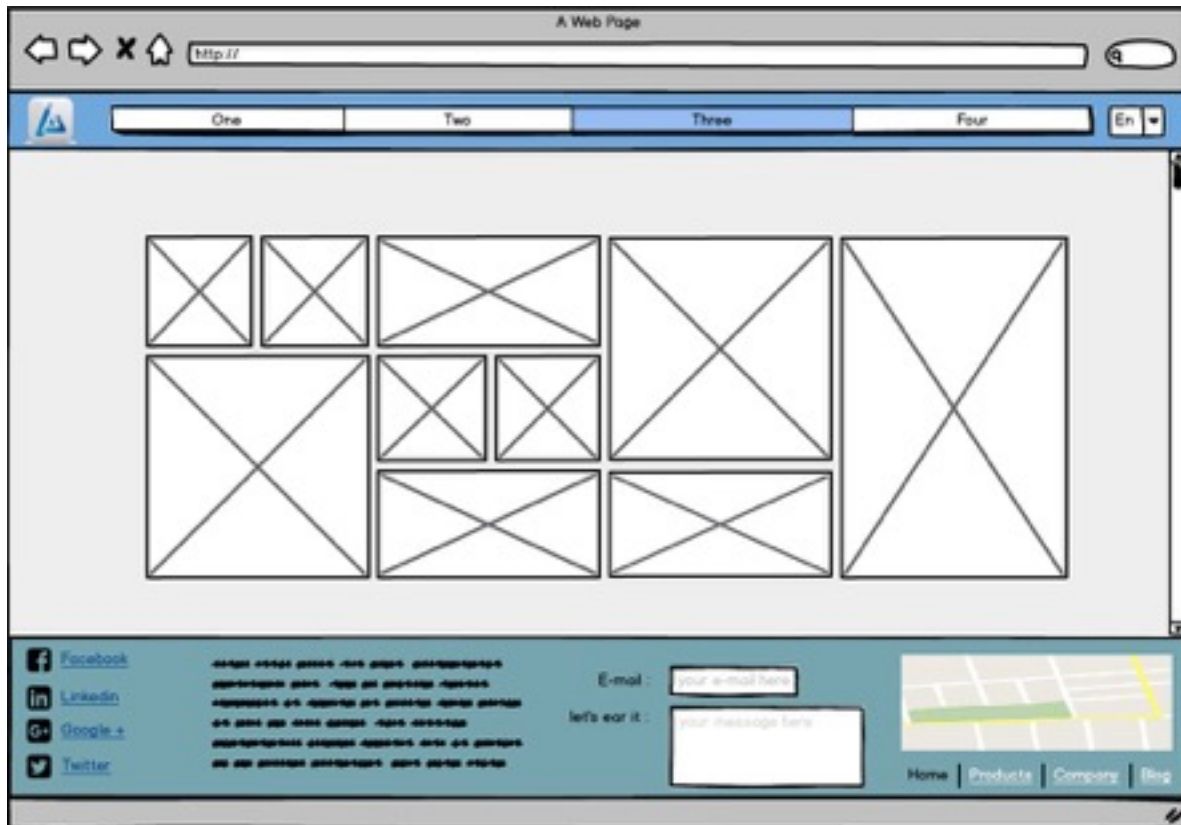 A Web Page
http://
One Two Three Four En
Facebook
Linkedin
Google +
Twitter
E-mail : your e-mail here
let's ear it : your message here
Home Products Company Blog